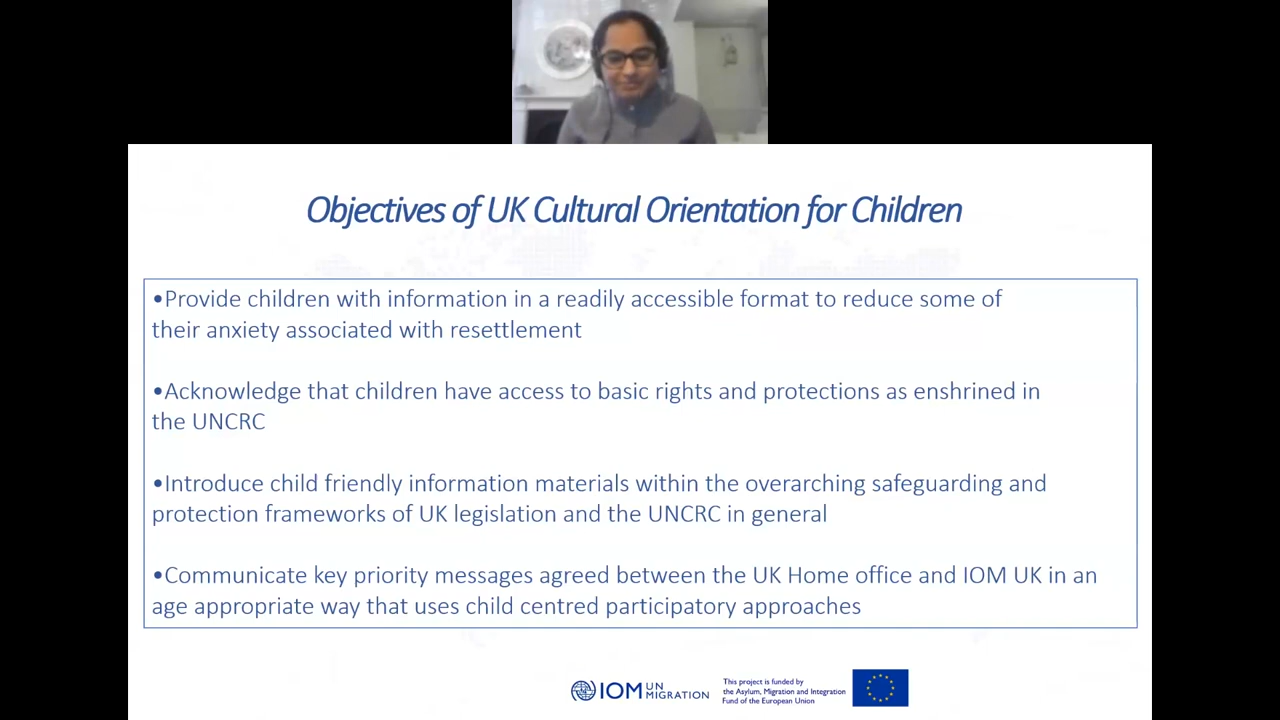 Objectives of UK Cultural Orientation for Children
•Provide children with information in a readily accessible format to reduce some of
their anxiety associated with resettlement
•Acknowledge that children have access to basic rights and protections as enshrined in
the UNCRC
•Introduce child friendly information materials within the overarching safeguarding and
protection frameworks of UK legislation and the UNCRC in general
•Communicate key priority messages agreed between the UK Home office and IOM UK in an
age appropriate way that uses child centred participatory approaches
IOM UN MIGRATION
This project is funded by
the Asylum, Migration and Integration
Fund of the European Union